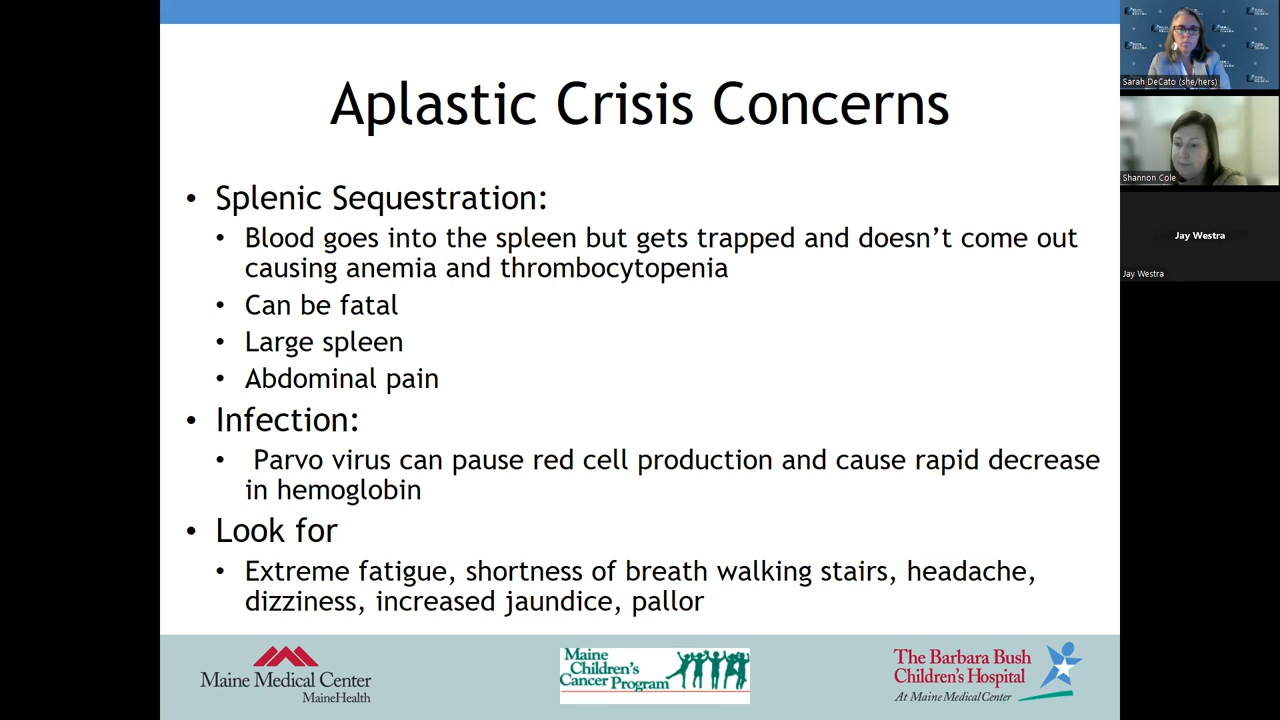 Aplastic Crisis Concerns
• Splenic Sequestration:
• Blood goes into the spleen but gets trapped and doesn’t come out
causing anemia and thrombocytopenia
• Can be fatal
• Large spleen
• Abdominal pain
• Infection:
• Parvo virus can pause red cell production and cause rapid decrease
in hemoglobin
• Look for
• Extreme fatigue, shortness of breath walking stairs, headache,
dizziness, increased jaundice, pallor
Maine Medical Center
MaineHealth
Maine
Children's
Cancer Program
The Barbara Bush
Children's Hospital
At Maine Medical Center
Sarah DeCato (she/hers)
Shannon Cole
Jay Westra
Jay Westra